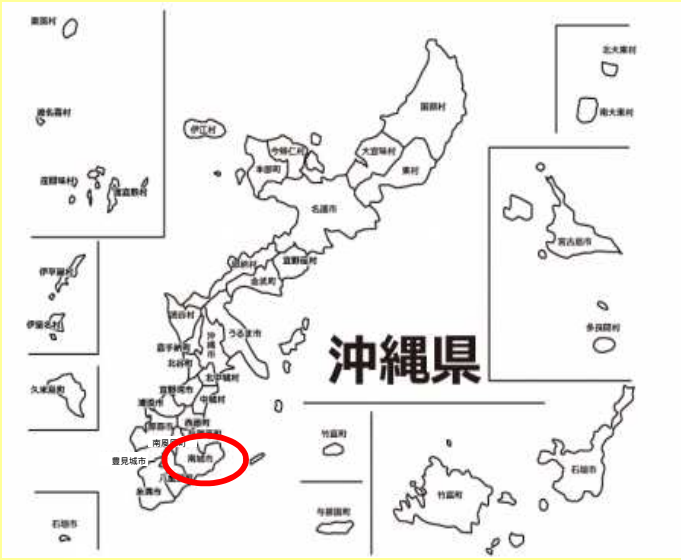 粟国村
渡名喜村
座間味村
渡嘉敷村
伊平屋村
伊是名村
久米島町
石垣市
伊江村
今帰仁村
本部町
国頭村
大宜味村
東村
名護市
恩納村
宜野座村
金武町
読谷村
うるま市
沖縄市
嘉手納町
北谷町
北中城村
宜野湾市
中城村
浦添市
西原町
那覇市
南風原町
豊見城市
南城市
糸満市
沖縄県
北大東村
南大東村
宮古島市
多良間村
竹富町
与那国町
竹富町
石垣市